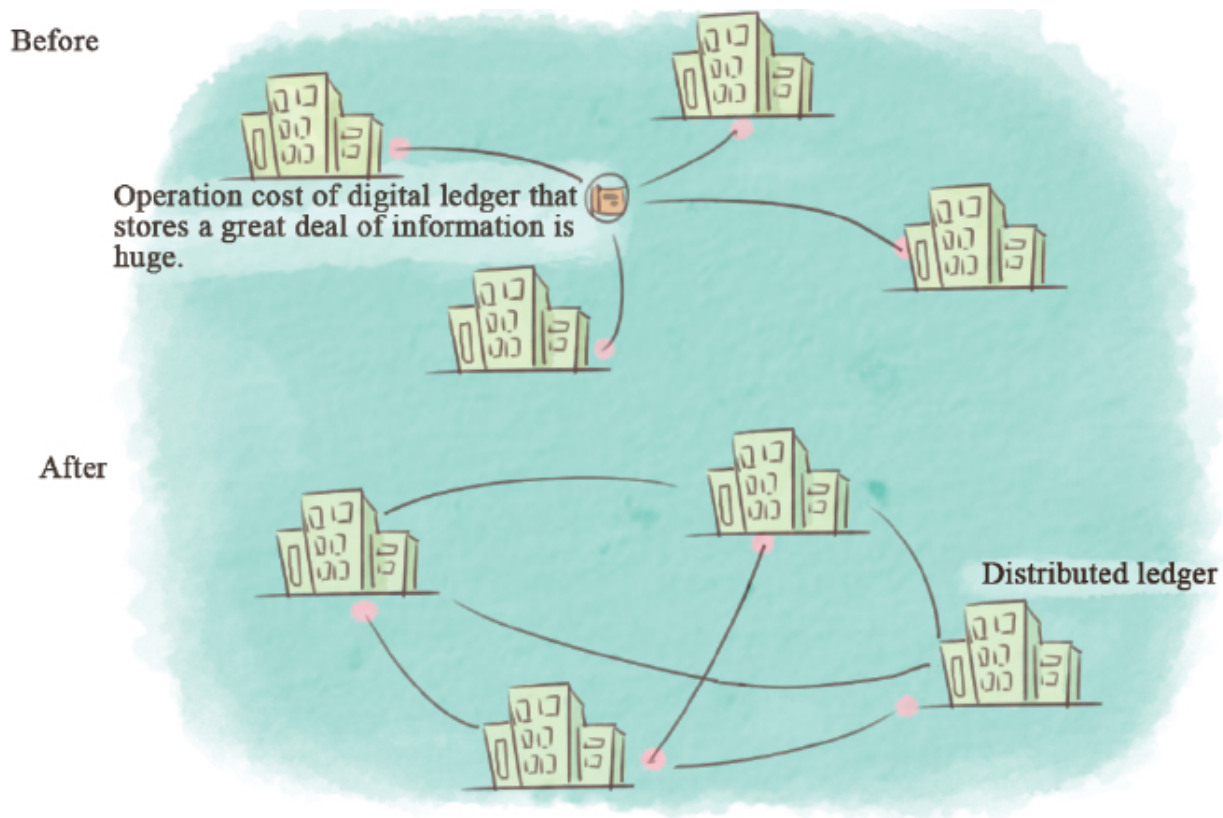 Before
Operation cost of digital ledger that
stores a great deal of information is
huge.
After
Distributed ledger